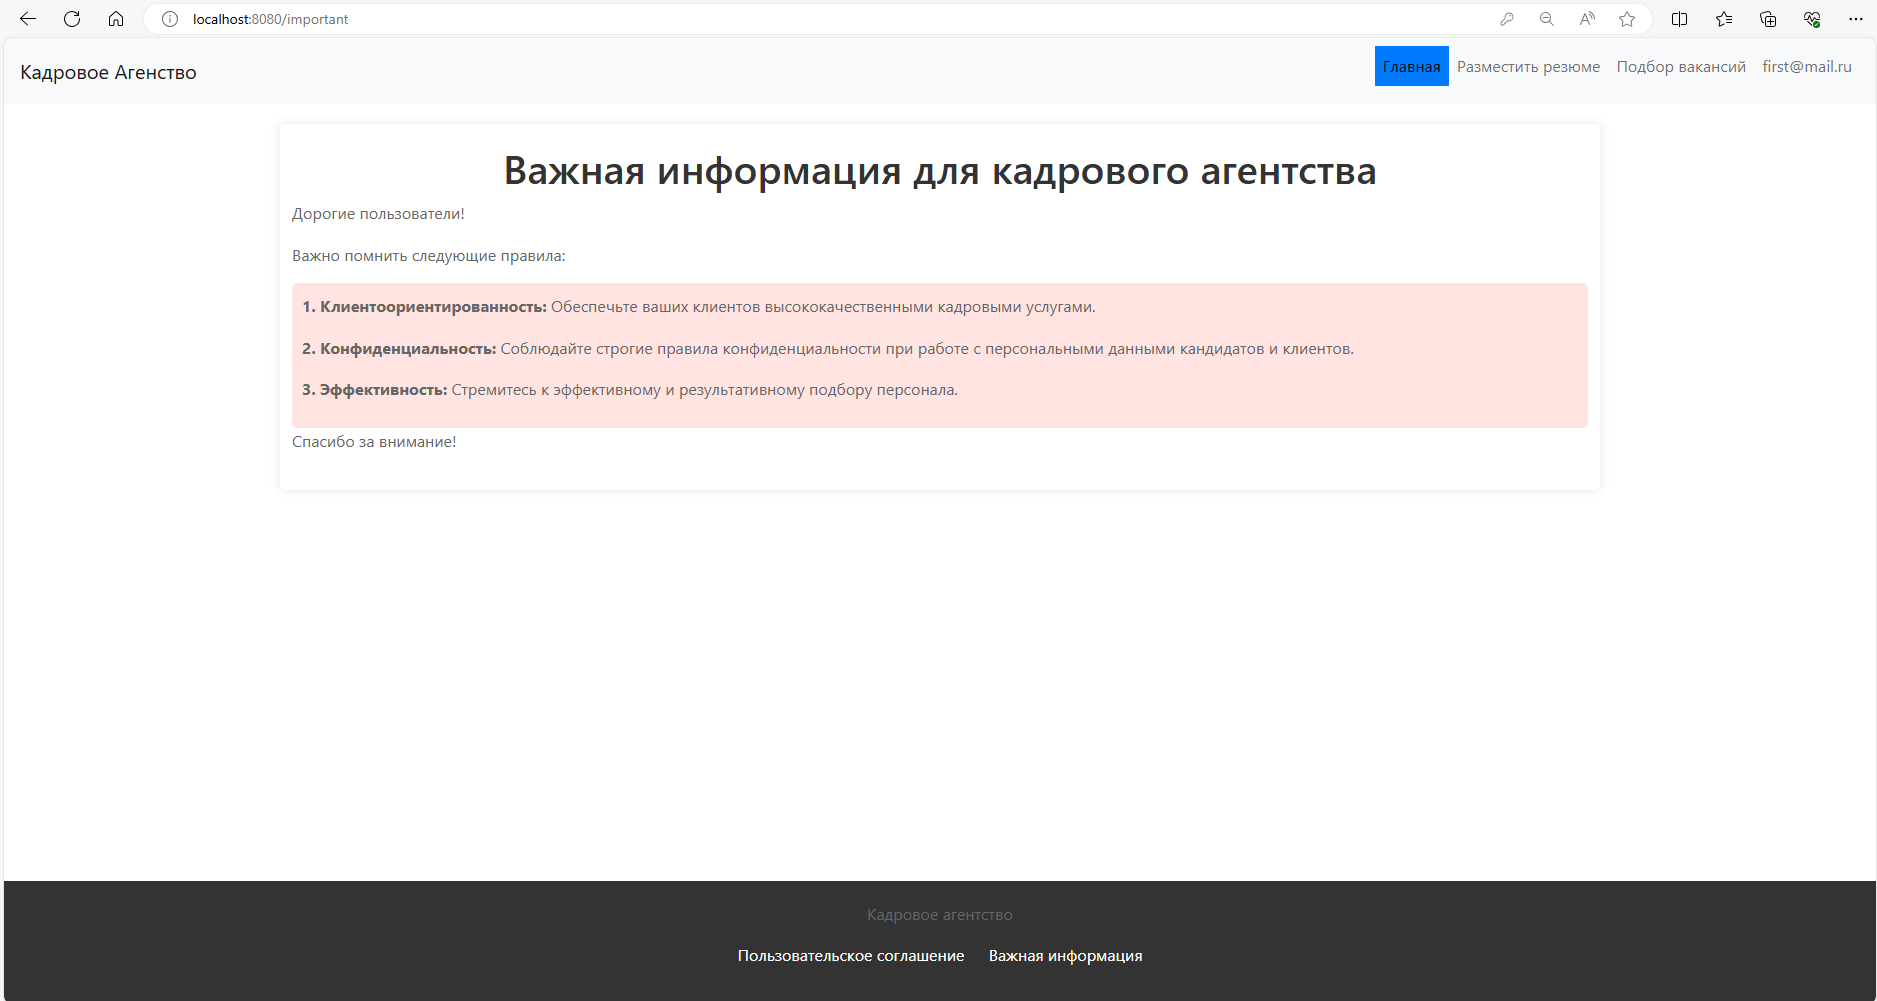 localhost:8080/important
Кадровое Агенство
Главная Разместить резюме Подбор вакансий first@mail.ru
Важная информация для кадрового агентства
Дорогие пользователи!
Важно помнить следующие правила:
1. Клиентоориентированность: Обеспечьте ваших клиентов высококачественными кадровыми услугами.
2. Конфиденциальность: Соблюдайте строгие правила конфиденциальности при работе с персональными данными кандидатов и клиентов.
3. Эффективность: Стремитесь к эффективному и результативному подбору персонала.
Спасибо за внимание!
Кадровое агентство
Пользовательское соглашение Важная информация